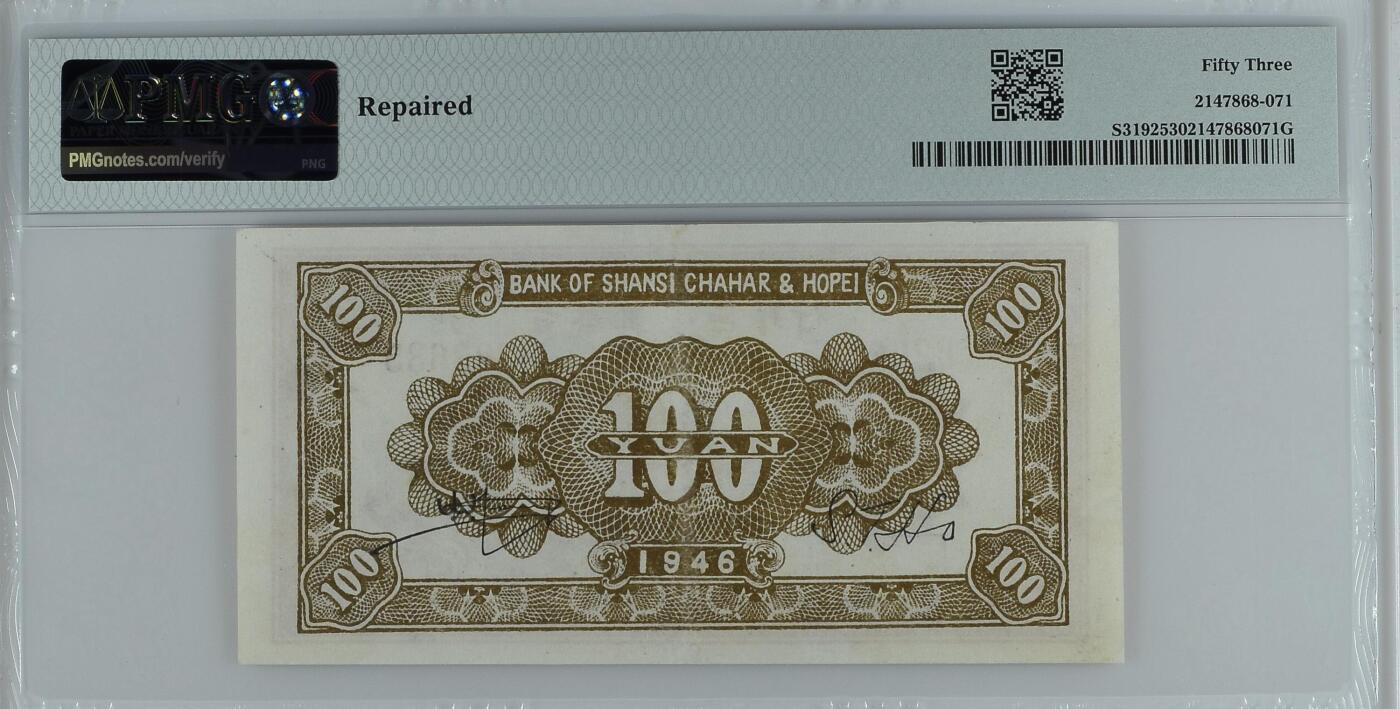 PMG
PMGnotes.com/verify
PNG
Repaired
Fifty Three
2147868-071
S31925302147868071G
BANK OF SHANSI CHAHAR & HOPEI
100
100
100
YUAN
1946
100
100